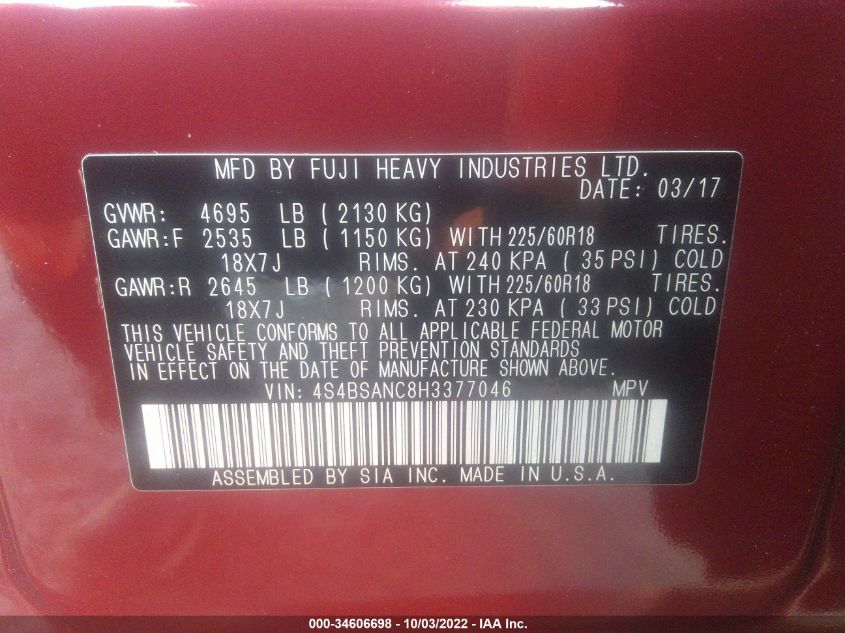 MFD BY FUJI HEAVY INDUSTRIES LTD.
DATE: 03/17
GVWR: 4695 LB ( 2130 KG)
GAWR:F 2535 LB ( 1150 KG) WITH 225/60R18 TIRES.
18X7J RIMS. AT 240 KPA ( 35 PSI) COLD
GAWR:R 2645 LB ( 1200 KG) WITH 225/60R18 TIRES.
18X7J RIMS. AT 230 KPA ( 33 PSI) COLD
THIS VEHICLE CONFORMS TO ALL APPLICABLE FEDERAL MOTOR
VEHICLE SAFETY AND THEFT PREVENTION STANDARDS
IN EFFECT ON THE DATE OF MANUFACTURE SHOWN ABOVE.
VIN: 4S4BSANC8H3377046 MPV
ASSEMBLED BY SIA INC. MADE IN U.S.A.
000-34606698 - 10/03/2022 - IAA Inc.